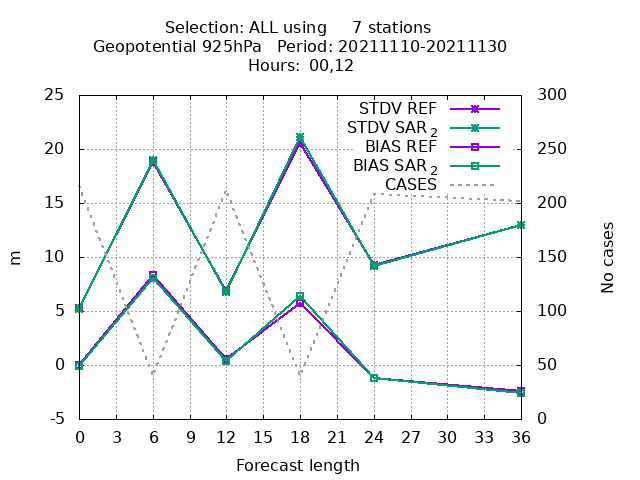 Selection: ALL using     7 stations
Geopotential 925hPa   Period: 20211110-20211130
Hours: 00,12
STDV REF
STDV SAR 2
BIAS REF
BIAS SAR 2
CASES
25
20
15
10
5
0
-5
m
300
250
200
150
100
50
0
No cases
0 3 6 9 12 15 18 21 24 27 30 33 36
Forecast length